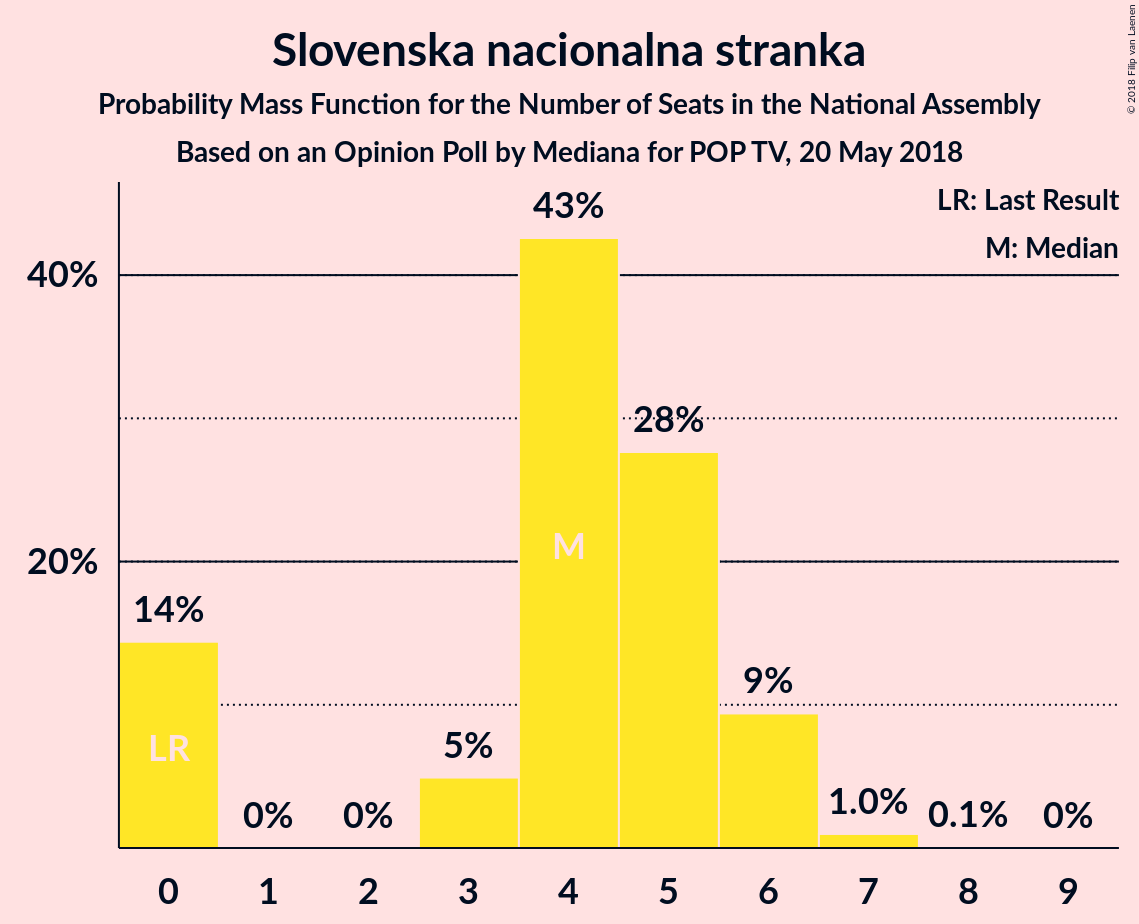 Slovenska nacionalna stranka
Probability Mass Function for the Number of Seats in the National Assembly
Based on an Opinion Poll by Mediana for POP TV, 20 May 2018
© 2018 Filip van Laenen
LR: Last Result
M: Median
43%
40%
28%
M
20%
14%
9%
LR
5%
0%
0%
1.0%
0.1%
0%
0 1 2 3 4 5 6 7 8 9